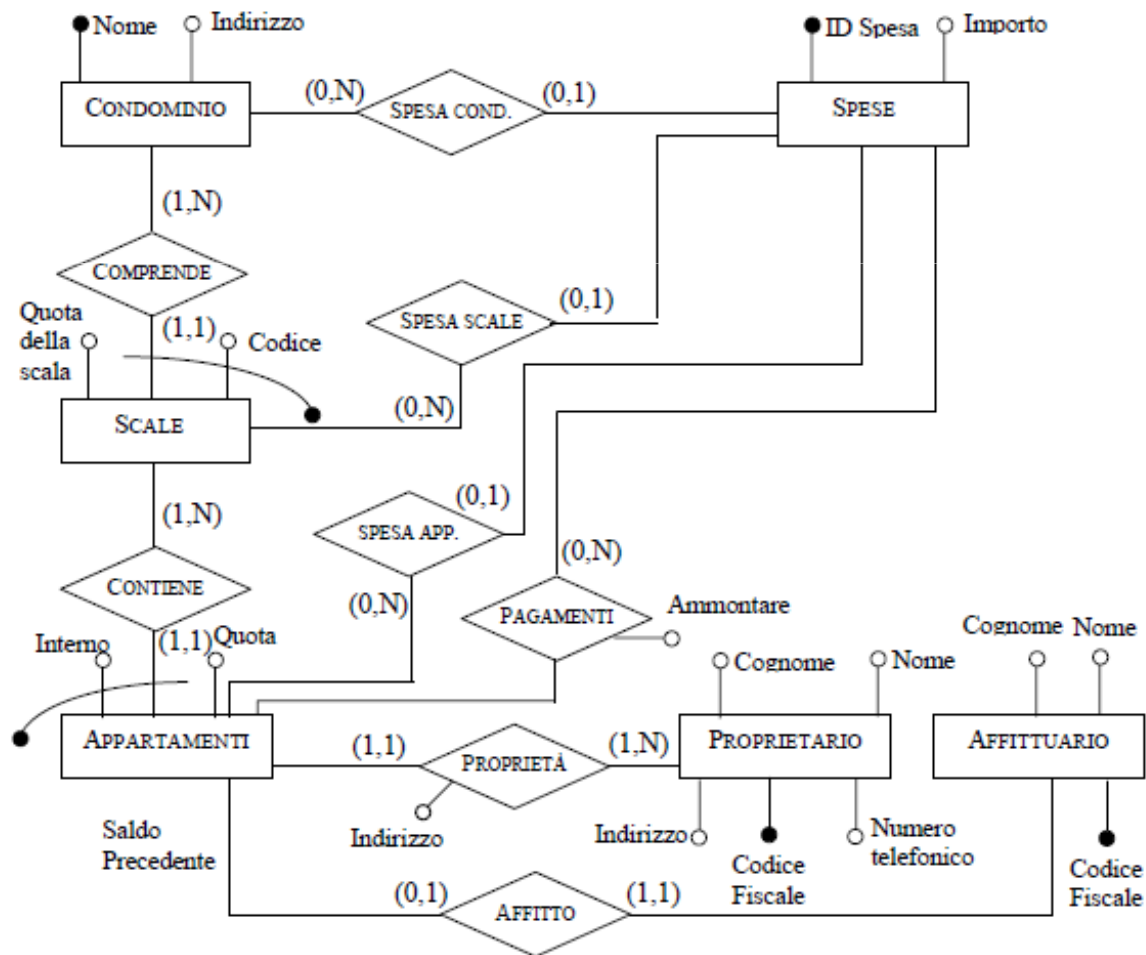 Nome
Indirizzo
ID Spesa
Importo
CONDOMINIO
(0,N)
SPESA COND.
(0,1)
SPESE
(1,N)
COMPRENDE
Quota
della
scala
(1,1)
Codice
SPESA SCALE
(0,1)
SCALE
(0,N)
(1,N)
SPESA APP.
(0,1)
CONTIENE
(0,N)
(0,N)
PAGAMENTI
Ammontare
Interno
(1,1)
Quota
Cognome
Nome
Cognome
Nome
APPARTAMENTI
(1,1)
PROPRIETÀ
(1,N)
PROPRIETARIO
AFFITTUARIO
Saldo
Precedente
Indirizzo
Indirizzo
Codice
Fiscale
Numero
telefonico
Codice
Fiscale
(0,1)
AFFITTO
(1,1)